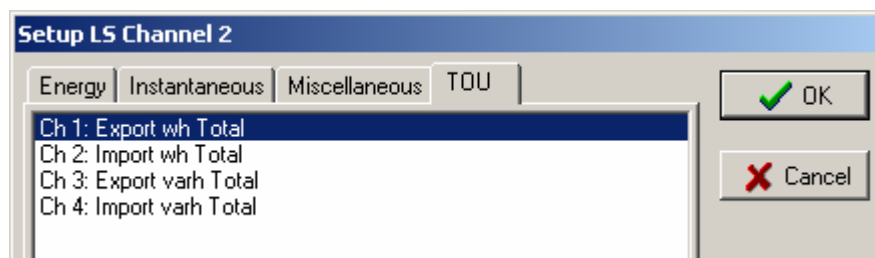 Setup LS Channel 2
Energy Instantaneous Miscellaneous TOU
OK
Ch 1: Export wh Total
Ch 2: Import wh Total
Ch 3: Export varh Total
Ch 4: Import varh Total
Cancel